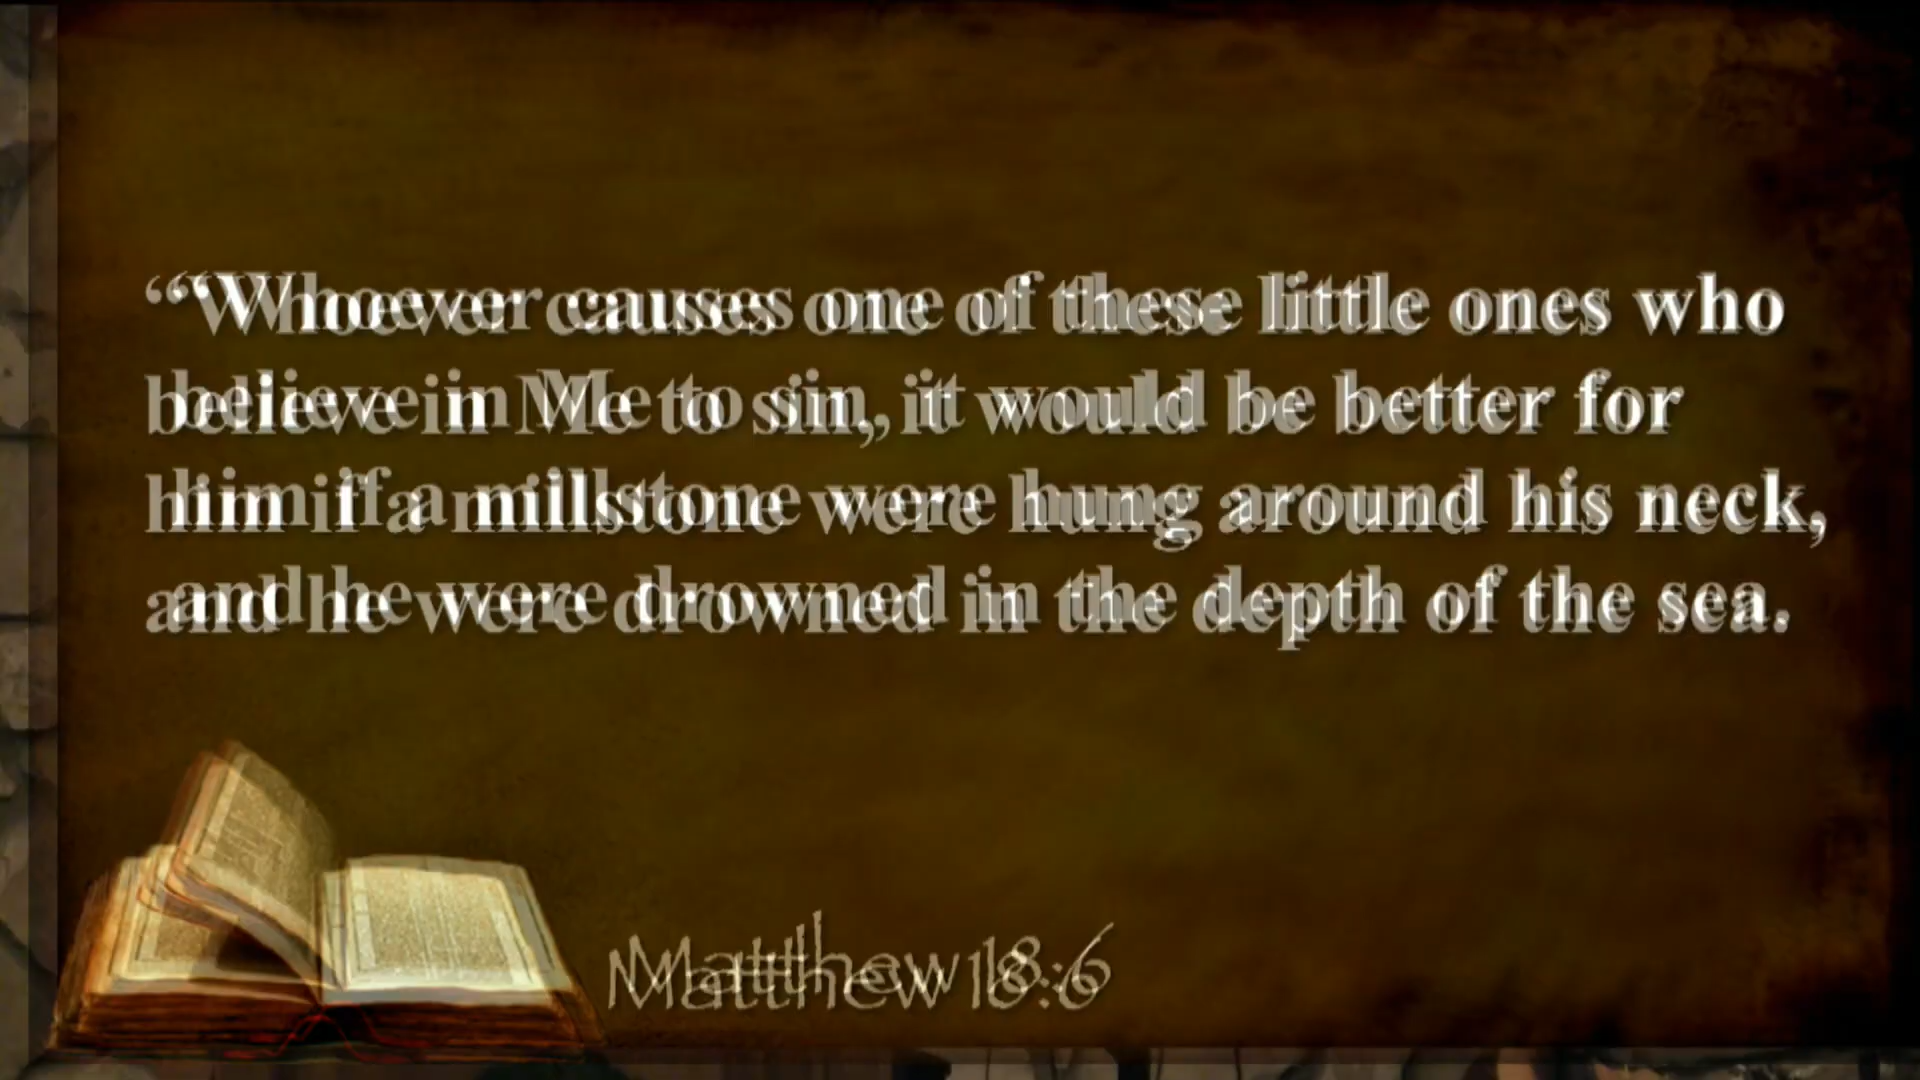 “Whoever causes one of these little ones who
believe in Me to sin, it would be better for
him if a millstone were hung around his neck,
and he were drowned in the depth of the sea.
Matthew 18:6